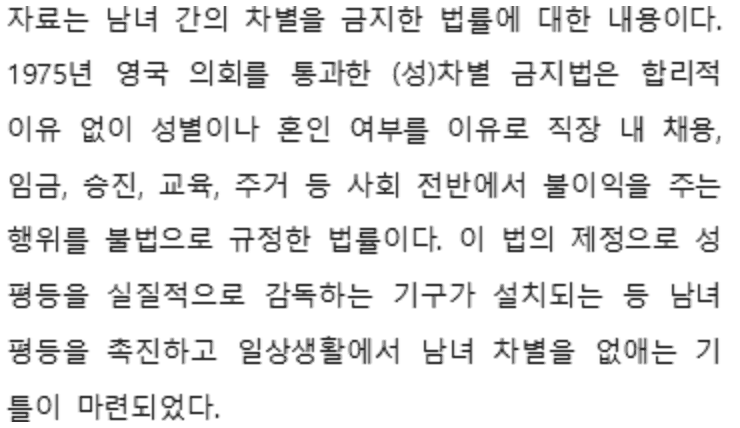 자료는 남녀 간의 차별을 금지한 법률에 대한 내용이다.
1975년 영국 의회를 통과한 (성)차별 금지법은 합리적
이유 없이 성별이나 혼인 여부를 이유로 직장 내 채용,
임금, 승진, 교육, 주거 등 사회 전반에서 불이익을 주는
행위를 불법으로 규정한 법률이다. 이 법의 제정으로 성
평등을 실질적으로 감독하는 기구가 설치되는 등 남녀
평등을 촉진하고 일상생활에서 남녀 차별을 없애는 기
틀이 마련되었다.